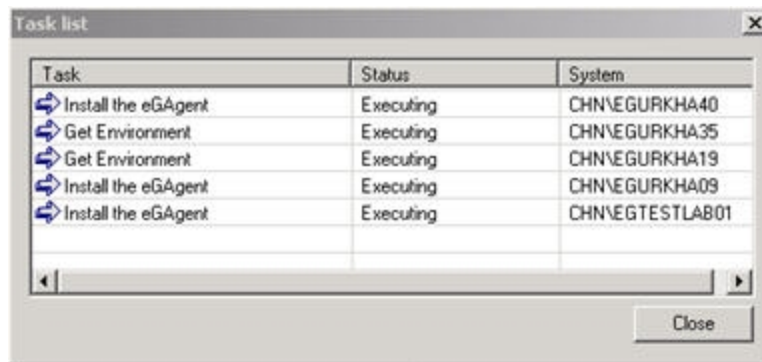 Task list
Task Status System
Install the eGAgent Executing CHN\EGURKHA40
Get Environment Executing CHN\EGURKHA35
Get Environment Executing CHN\EGURKHA19
Install the eGAgent Executing CHN\EGURKHA09
Install the eGAgent Executing CHN\EGTESTLAB01
Close